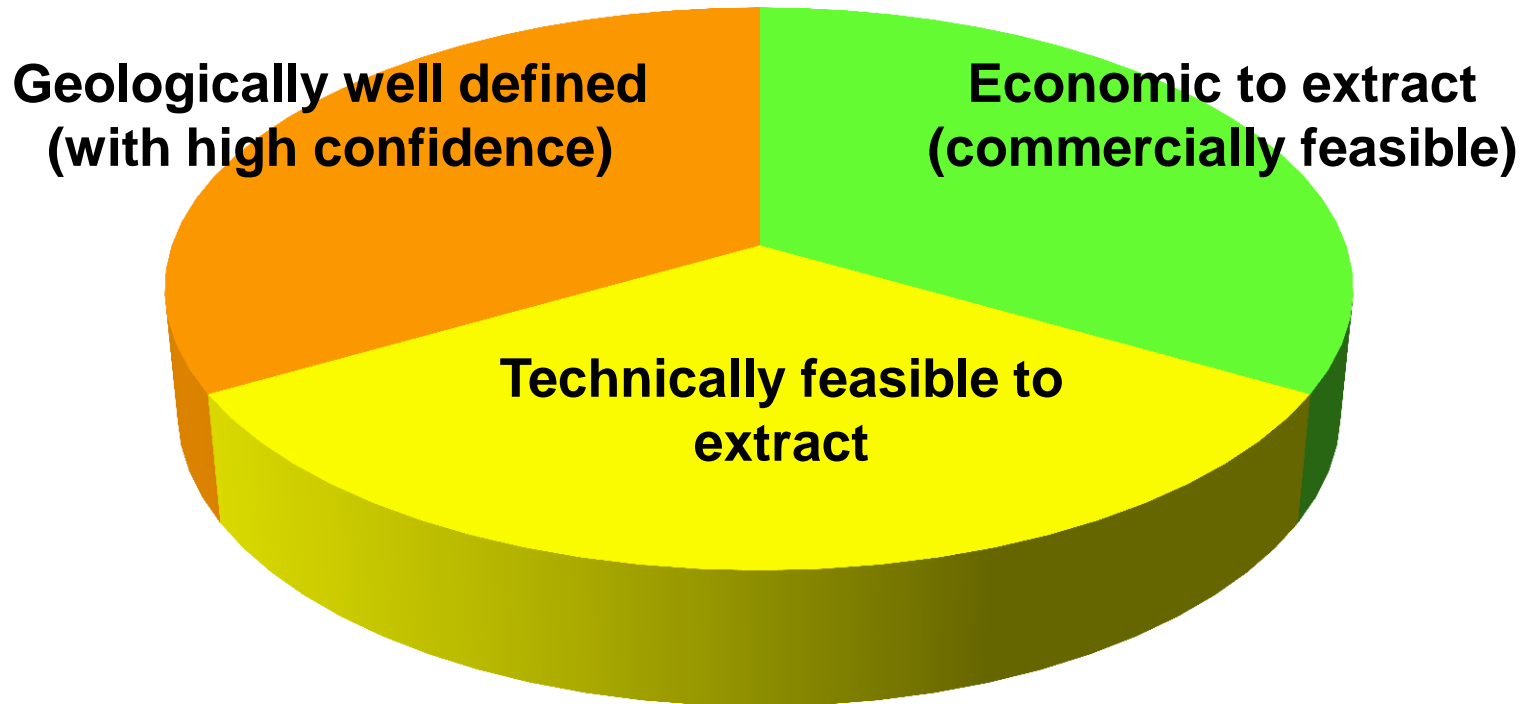 Geologically well defined
(with high confidence)
Economic to extract
(commercially feasible)
Technically feasible to
extract